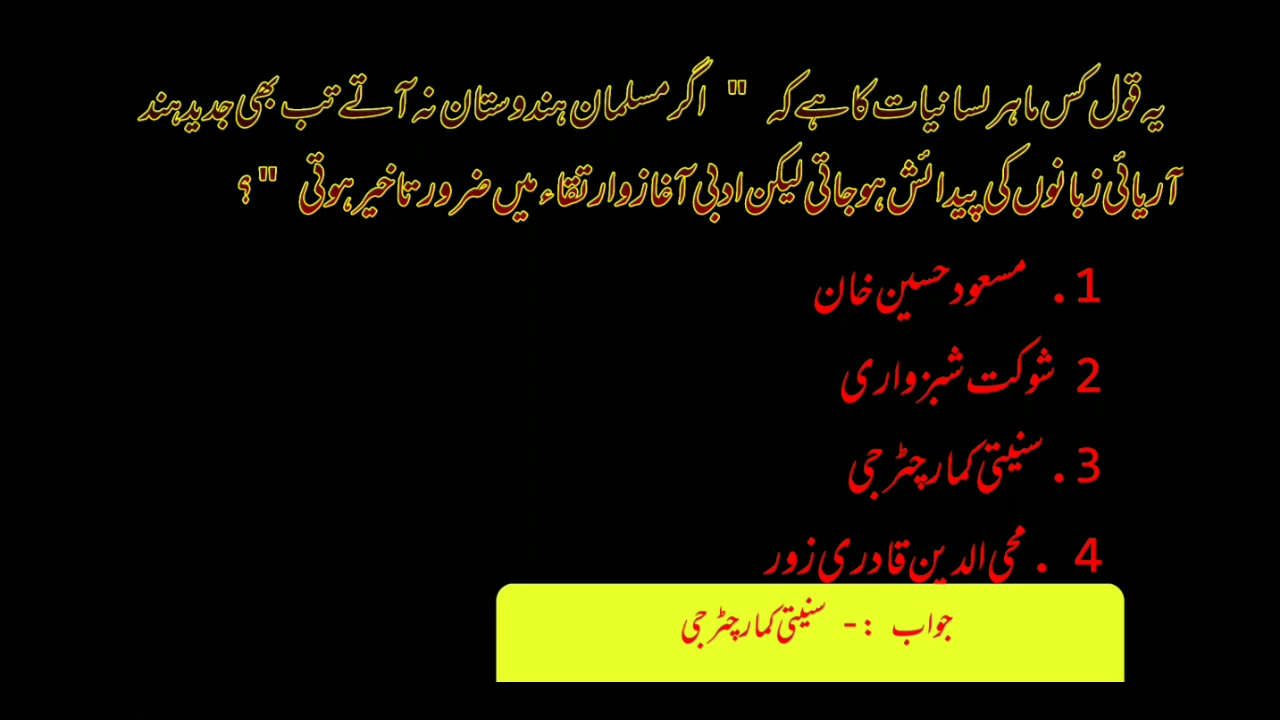 یہ قول کس ماہر لسانیات کا ہے کہ " اگر مسلمان ہندوستان نہ آتے تب بھی جدید ہند
آریائی زبانوں کی پیدائش ہو جاتی لیکن ادبی آغاز و ارتقاء میں ضرور تاخیر ہوتی "؟
1. مسعود حسین خان
2 شوکت شبزواری
3. سنیتی کمار چٹرجی
4 . محی الدین قادری زور
جواب :- سنیتی کمار چٹرجی